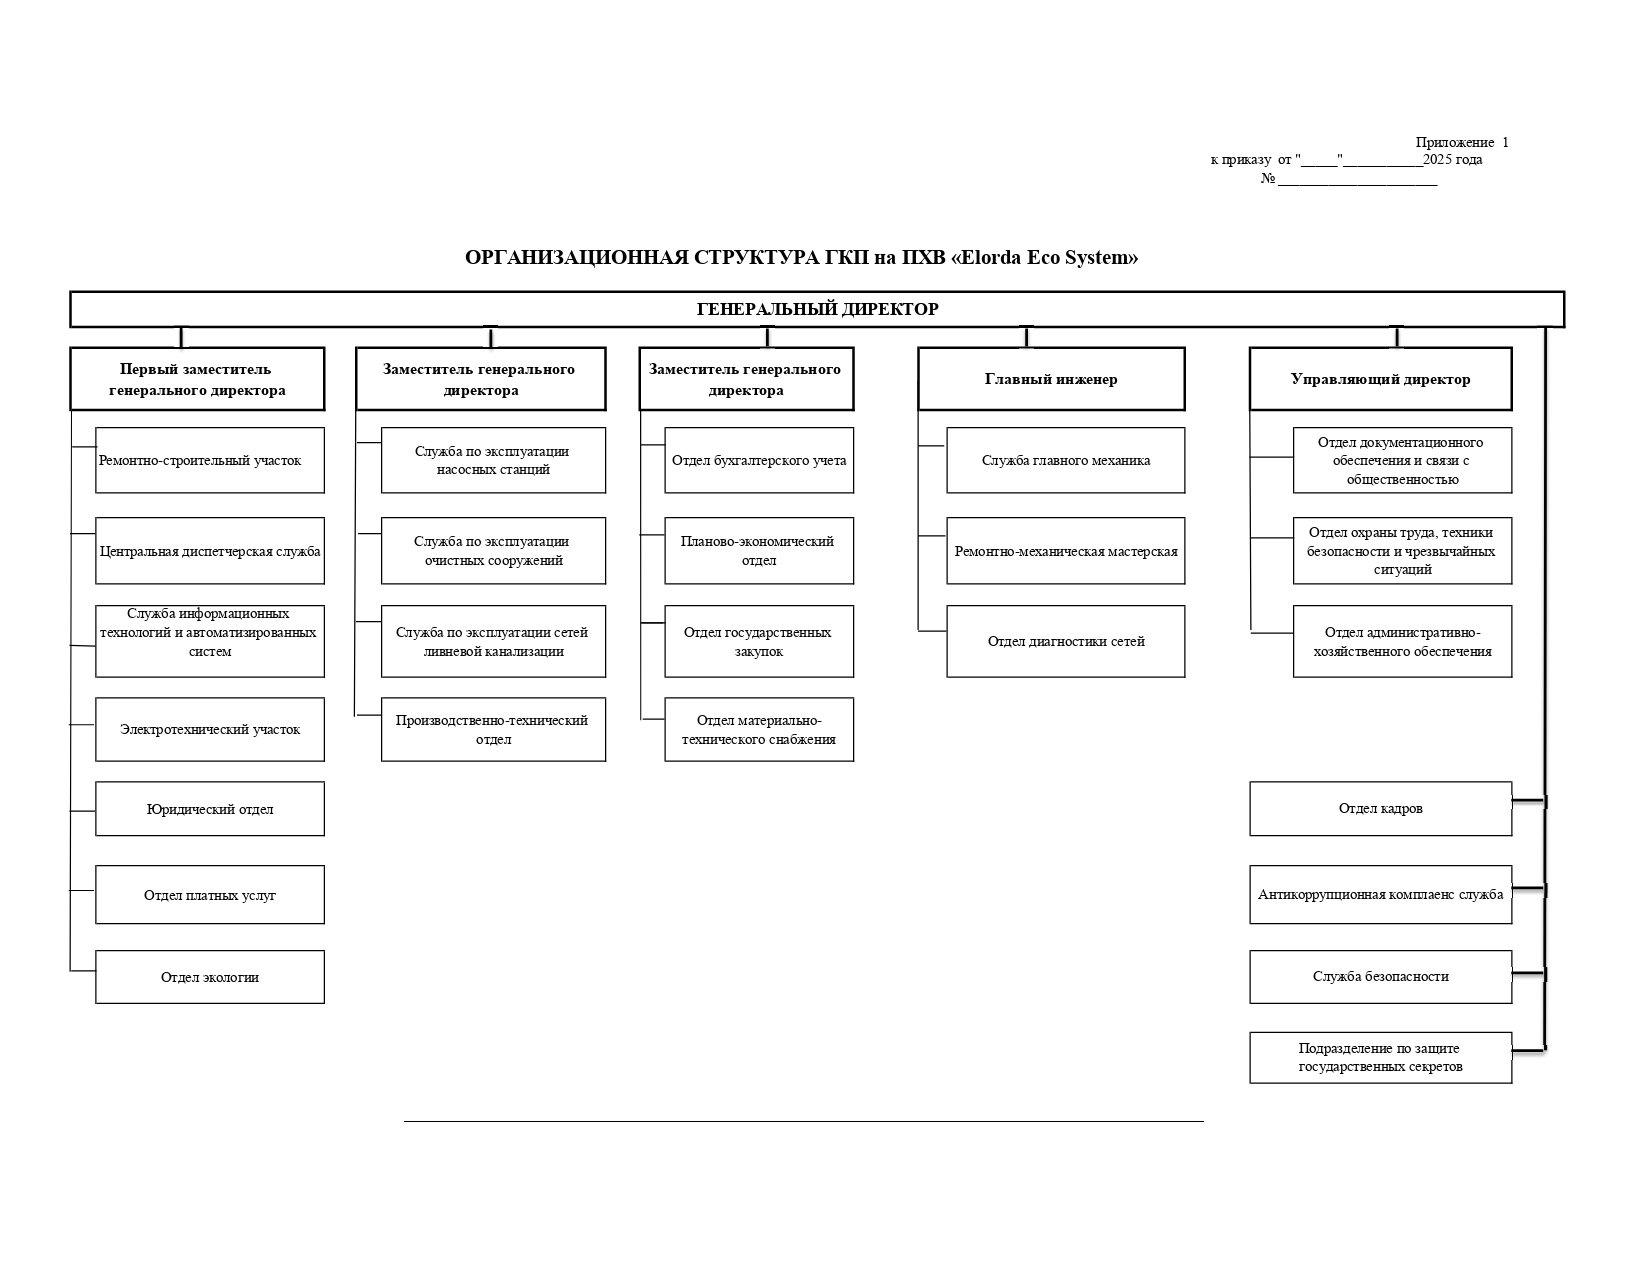 Приложение 1
к приказу от "_____"___________2025 года
№ ______________________
ОРГАНИЗАЦИОННАЯ СТРУКТУРА ГКП на ПХВ «Elorda Eco System»
ГЕНЕРАЛЬНЫЙ ДИРЕКТОР
Первый заместитель
генерального директора
Ремонтно-строительный участок
Центральная диспетчерская служба
Служба информационных
технологий и автоматизированных
систем
Электротехнический участок
Юридический отдел
Отдел платных услуг
Отдел экологии
Заместитель генерального
директора
Служба по эксплуатации
насосных станций
Служба по эксплуатации
очистных сооружений
Служба по эксплуатации сетей
ливневой канализации
Производственно-технический
отдел
Заместитель генерального
директора
Отдел бухгалтерского учета
Планово-экономический
отдел
Отдел государственных
закупок
Отдел материально-
технического снабжения
Главный инженер
Служба главного механика
Ремонтно-механическая мастерская
Отдел диагностики сетей
Управляющий директор
Отдел документационного
обеспечения и связи с
общественностью
Отдел охраны труда, техники
безопасности и чрезвычайных
ситуаций
Отдел административно-
хозяйственного обеспечения
Отдел кадров
Антикоррупционная комплаенс служба
Служба безопасности
Подразделение по защите
государственных секретов